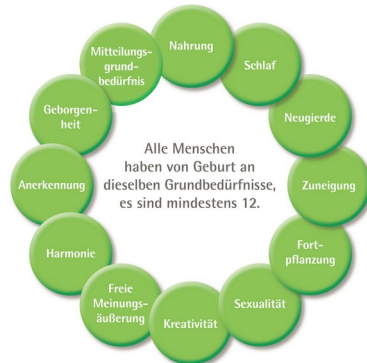 Nahrung
Schlaf
Neugierde
Zuneigung
Fort-
pflanzung
Sexualität
Kreativität
Freie
Meinungs-
äußerung
Harmonie
Anerkennung
Geborgen-
heit
Mitteilungs-
grund-
bedürfnis
Alle Menschen
haben von Geburt an
dieselben Grundbedürfnisse,
es sind mindestens 12.